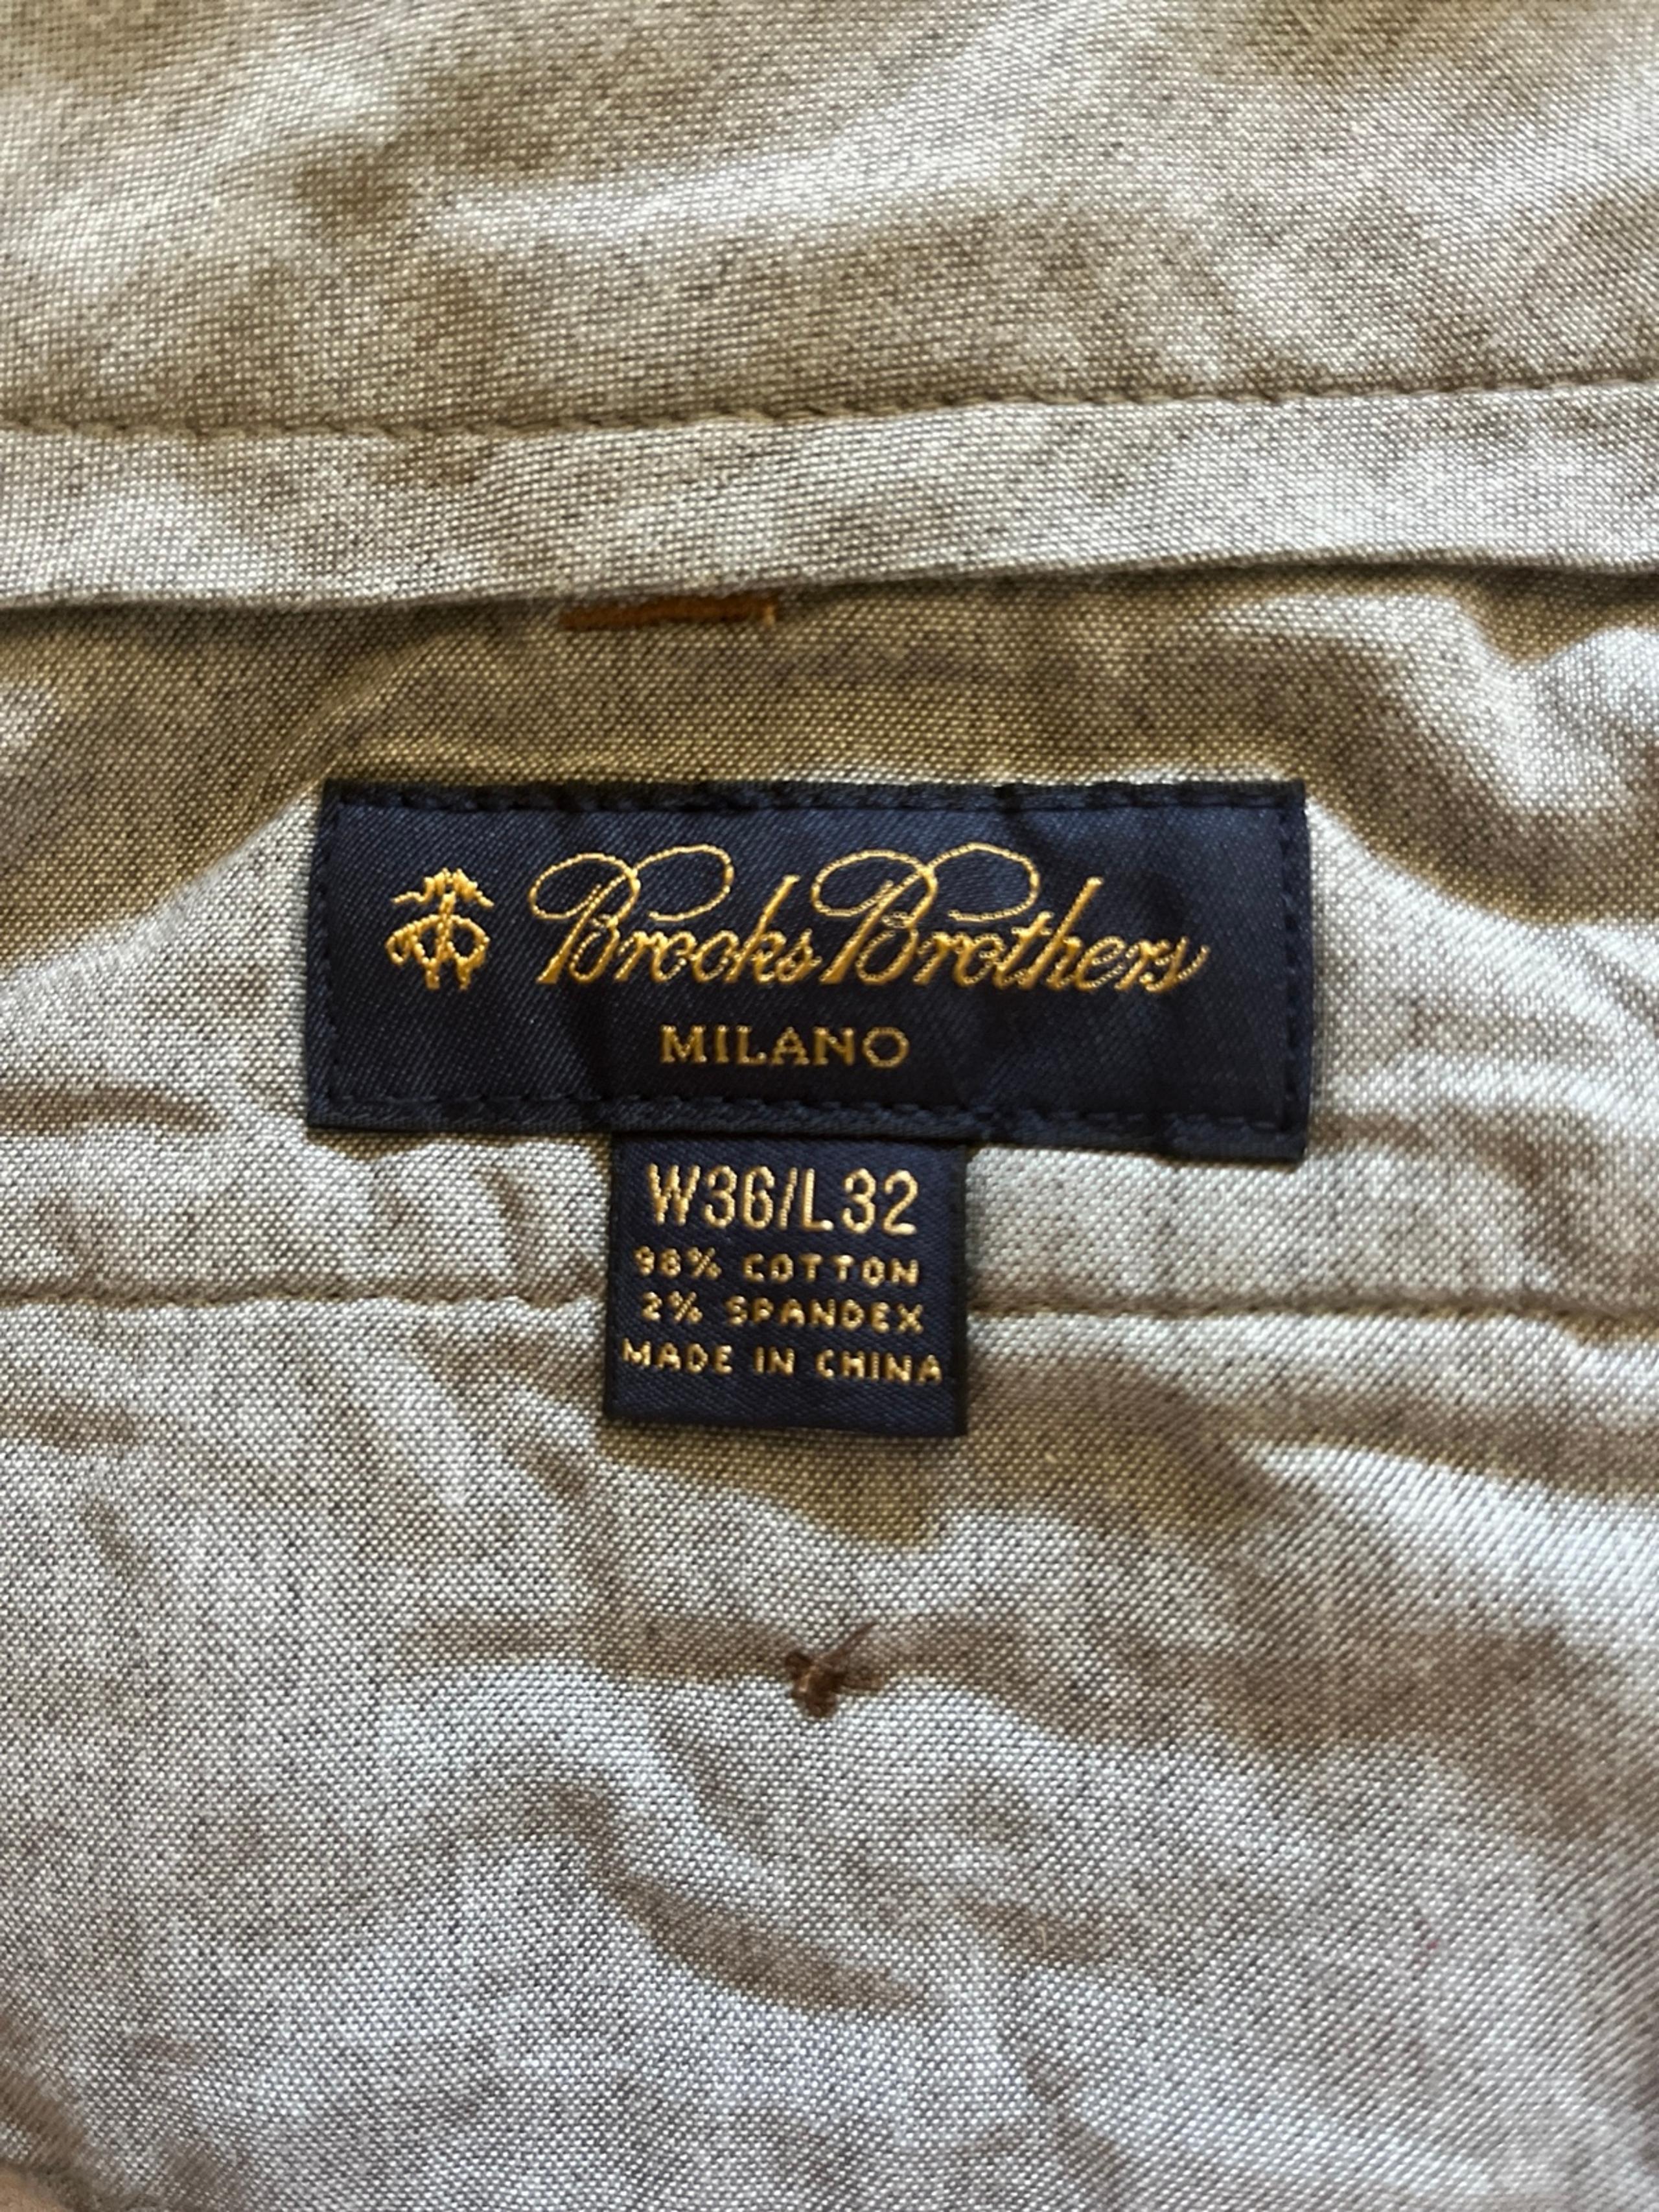 Brooks Brothers
MILANO
W36/L32
98% COTTON
2% SPANDEX
MADE IN CHINA